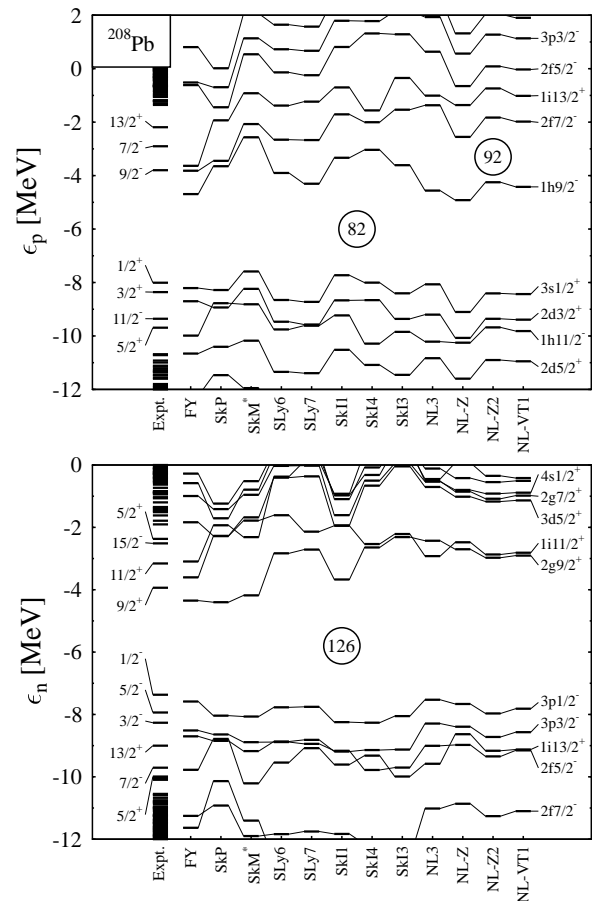 ²⁰⁸Pb
ϵp [MeV]
2
0
-2
-4
-6
-8
-10
-12
13/2⁺
7/2⁻
9/2⁻
1/2⁺
3/2⁺
11/2⁻
5/2⁺
92
82
3p3/2⁻
2f5/2⁻
1i13/2⁺
2f7/2⁻
1h9/2⁻
3s1/2⁺
2d3/2⁺
1h11/2⁻
2d5/2⁺
Expt.
FY
SkP
SkM*
SLy6
SLy7
SkI1
SkI4
SkI3
NL3
NL-Z
NL-Z2
NL-VT1
ϵn [MeV]
0
-2
-4
-6
-8
-10
-12
5/2⁺
15/2⁻
11/2⁺
9/2⁺
1/2⁻
5/2⁻
3/2⁻
13/2⁺
7/2⁻
5/2⁺
126
4s1/2⁺
2g7/2⁺
3d5/2⁺
1i11/2⁺
2g9/2⁺
3p1/2⁻
3p3/2⁻
1i13/2⁺
2f5/2⁻
2f7/2⁻
Expt.
FY
SkP
SkM*
SLy6
SLy7
SkI1
SkI4
SkI3
NL3
NL-Z
NL-Z2
NL-VT1